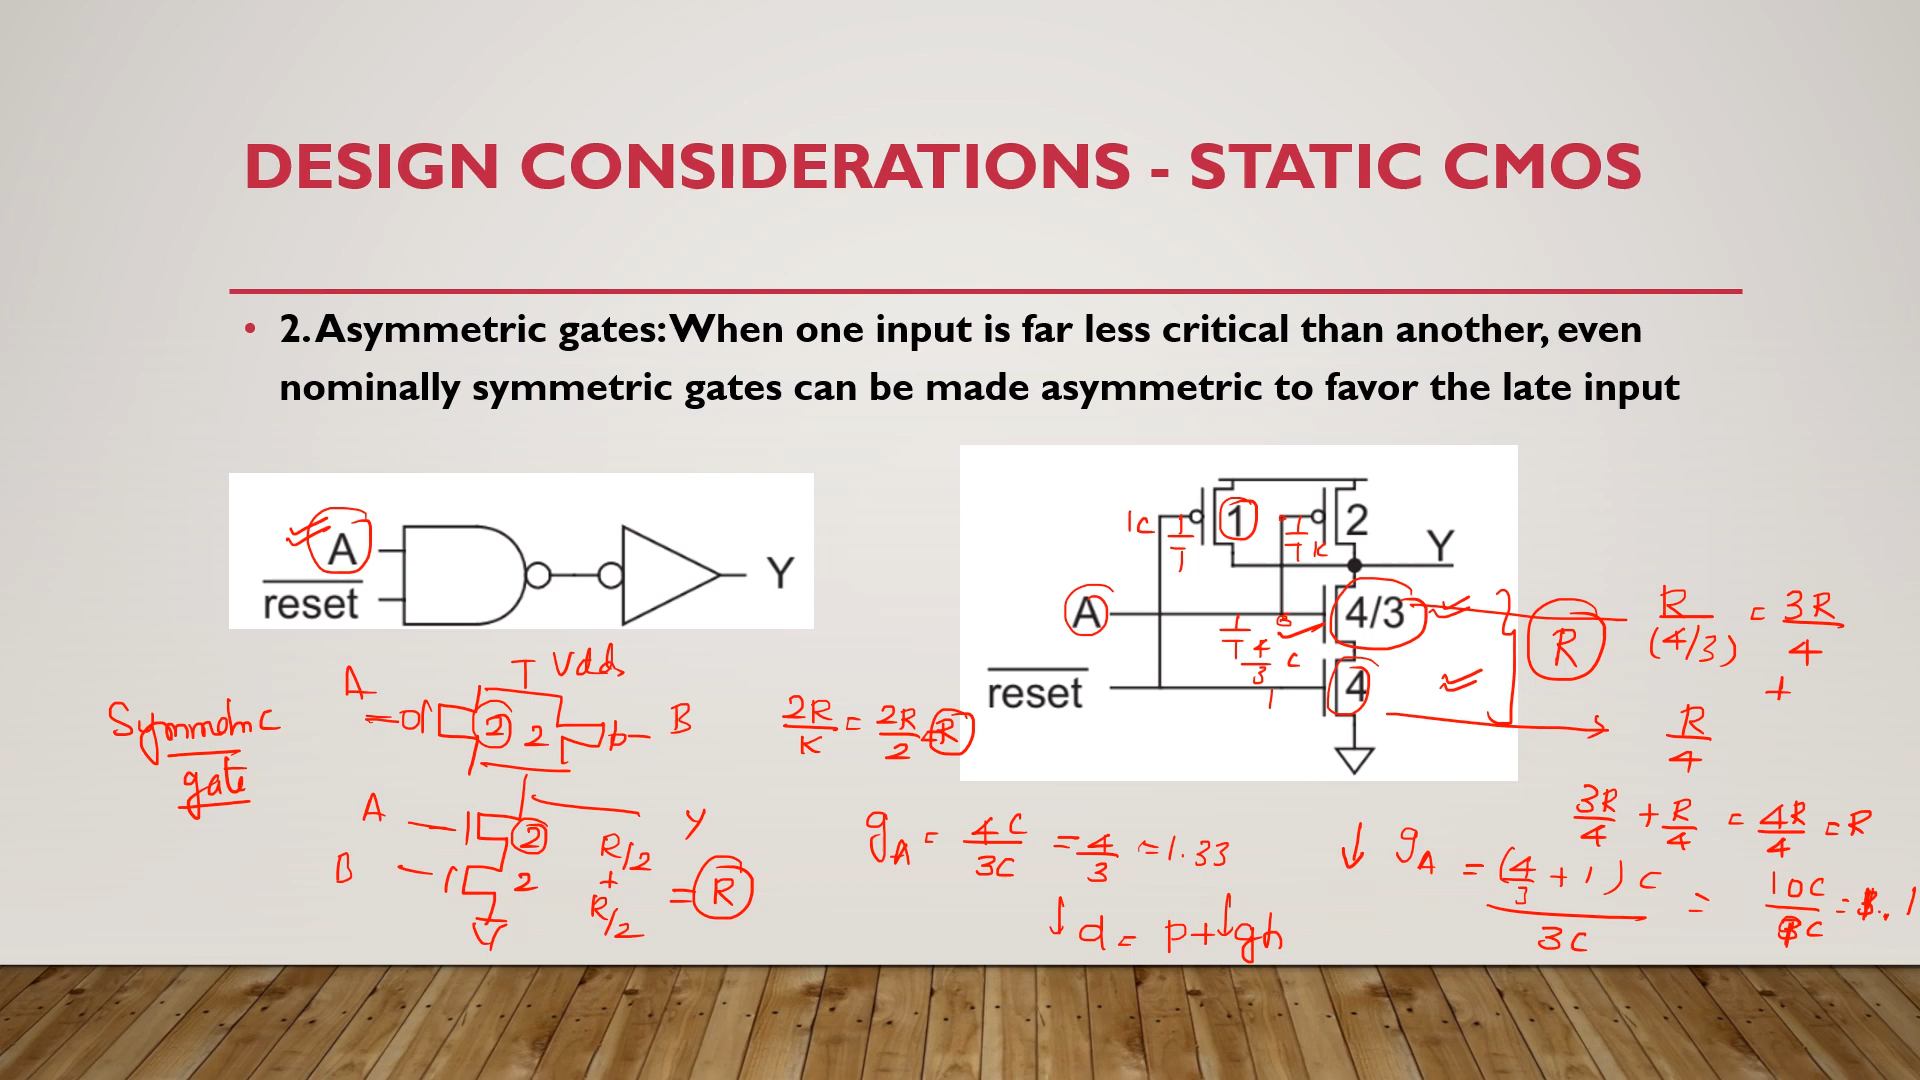 DESIGN CONSIDERATIONS - STATIC CMOS
• 2. Asymmetric gates: When one input is far less critical than another, even
nominally symmetric gates can be made asymmetric to favor the late input
A
reset
Y
1
2
Y
A
4/3
reset
4
1C
K
4/3 C
R
R/(4/3) = 3R/4
+
R/4
3R/4 + R/4 = 4R/4 = R
Vdd
A
2
2
B
gate
A
2
Y
B
2
R/2
+
R/2
= R
2R/K = 2R/2 = R
gA = 4C/3C = 4/3 = 1.33
↓ d = p + ↓ gh
↓ gA = (4/3 + 1) C / 3C =